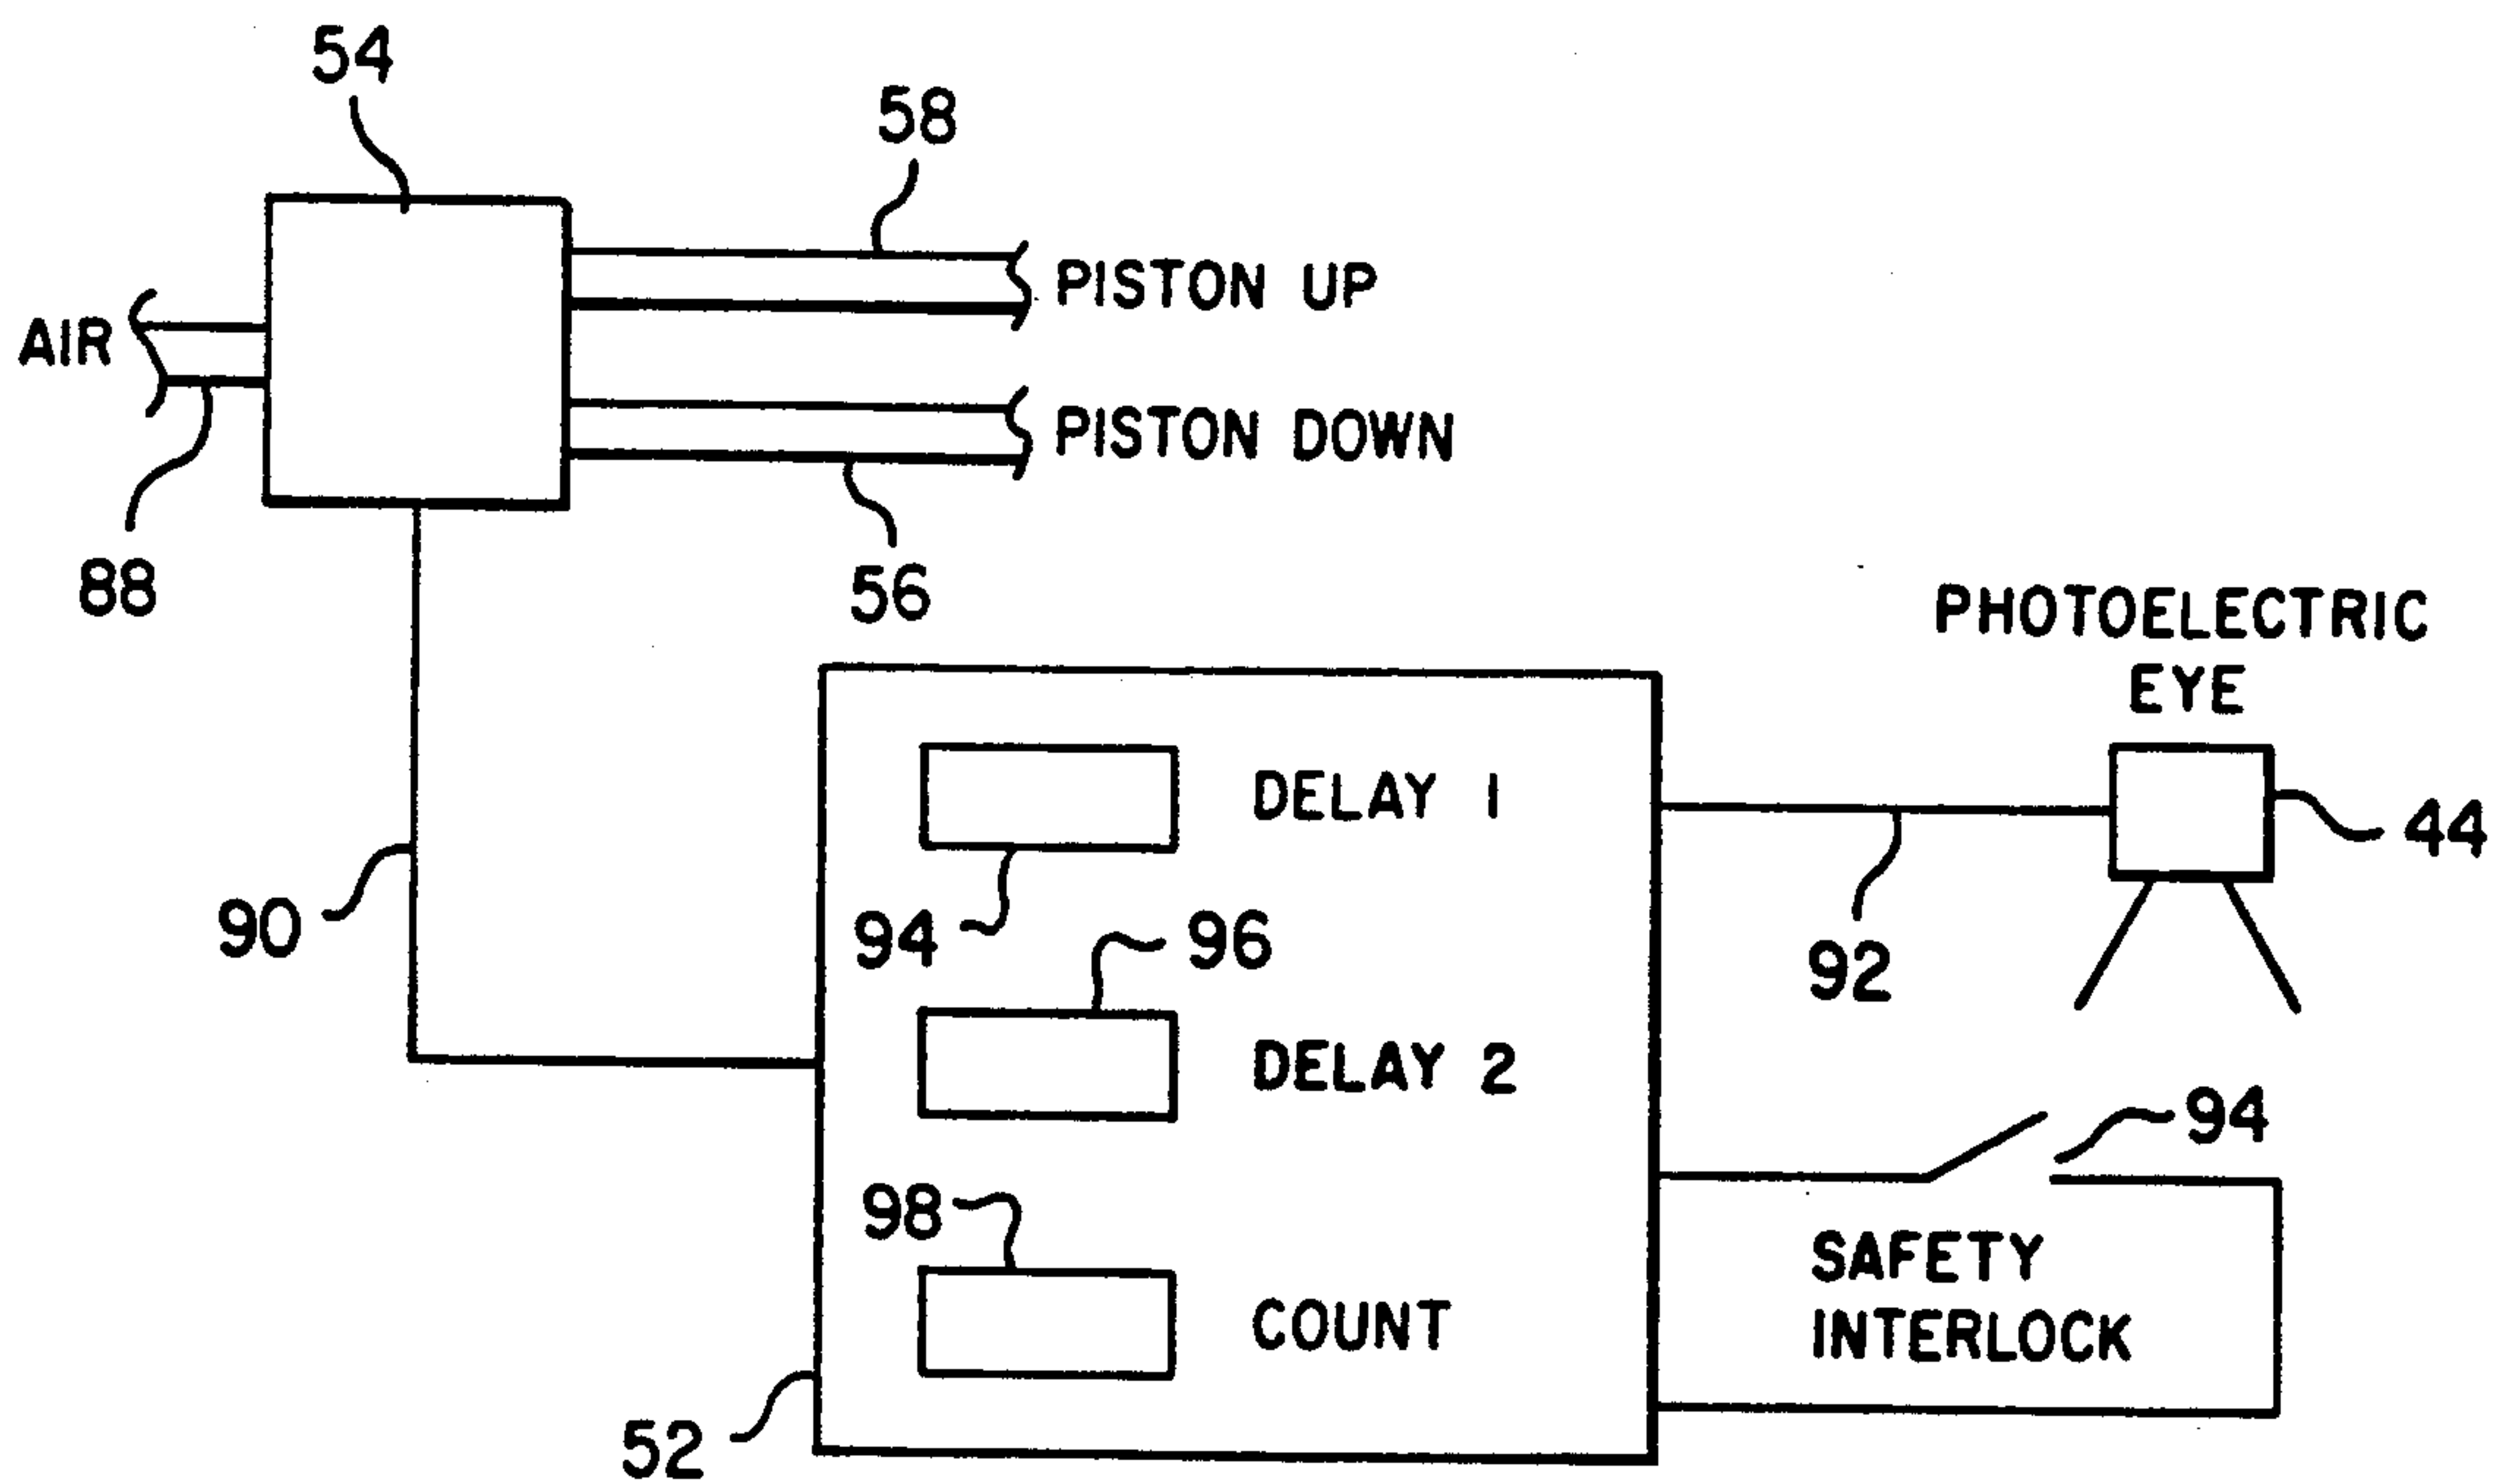 54
58
PISTON UP
AIR
PISTON DOWN
88
56
PHOTOELECTRIC
EYE
DELAY 1
44
90
94
96
92
DELAY 2
94
98
SAFETY
INTERLOCK
COUNT
52